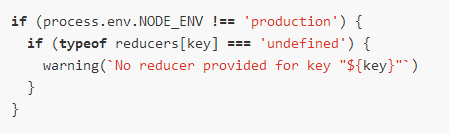 if (process.env.NODE_ENV !== 'production') {
  if (typeof reducers[key] === 'undefined') {
    warning(`No reducer provided for key "${key}"`)
  }
}